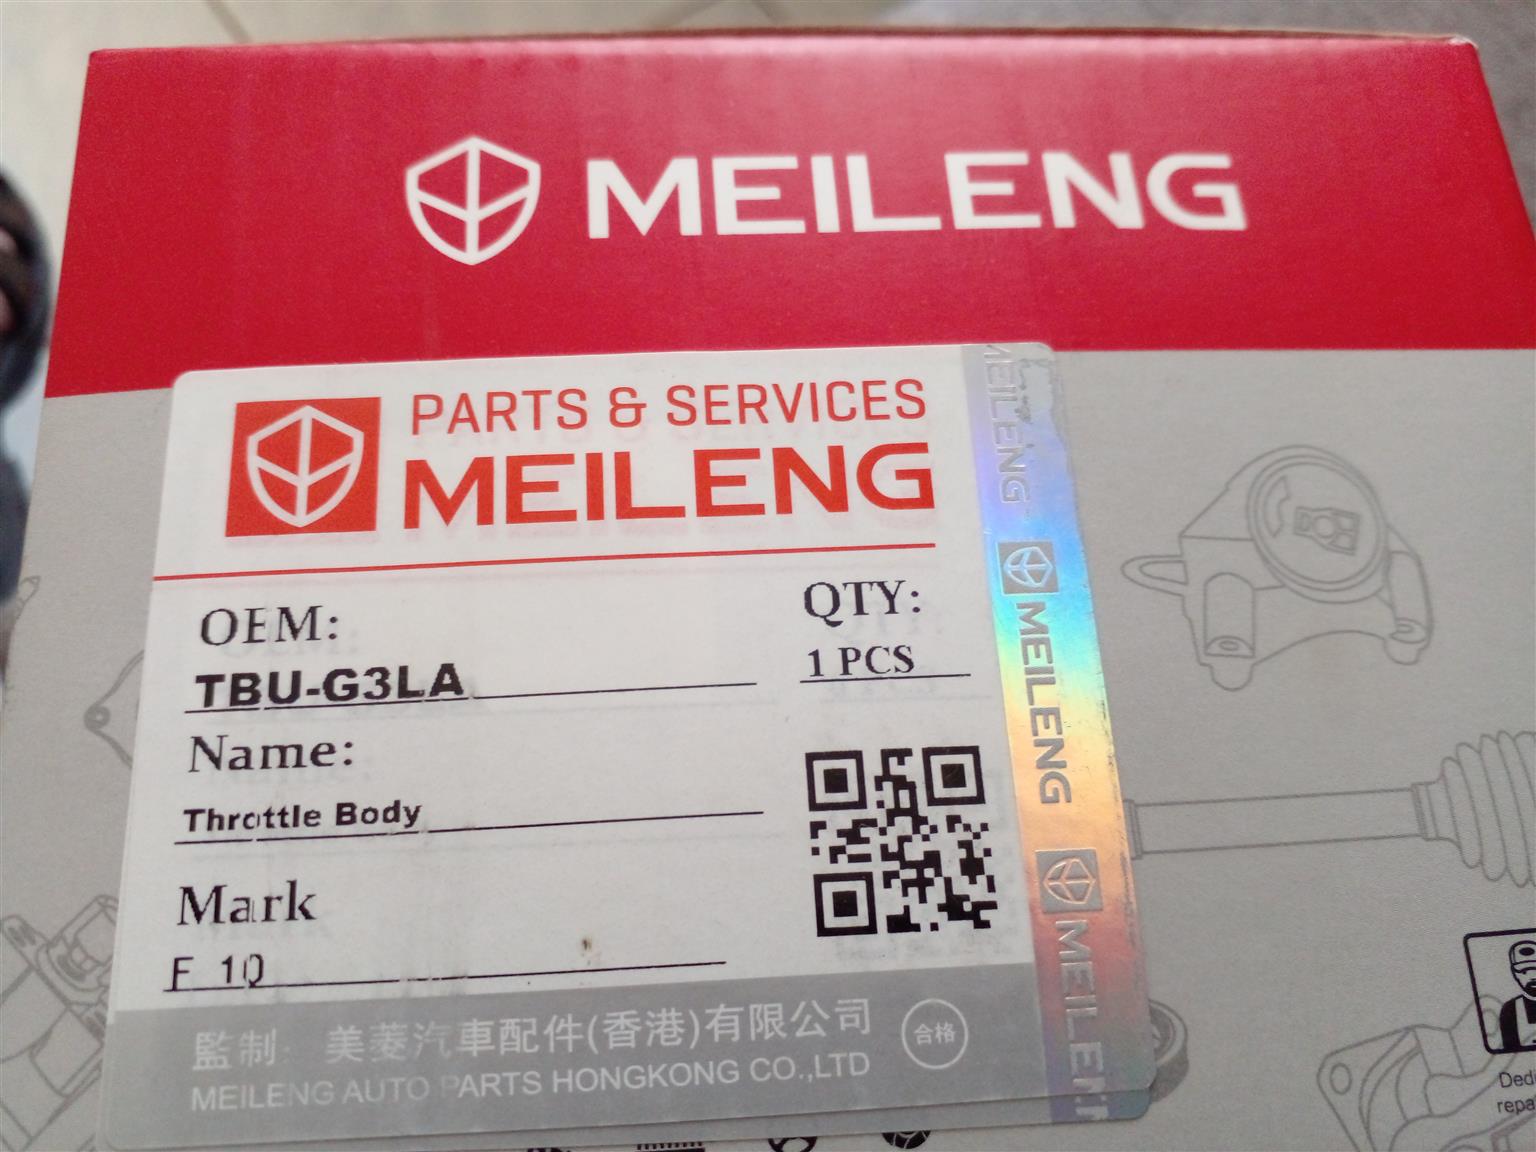 MEILENG
PARTS & SERVICES
MEILENG
OEM:
TBU-G3LA
QTY:
1 PCS
Name:
Throttle Body
Mark
F 10
監制: 美菱汽車配件(香港)有限公司
合格
MEILENG AUTO PARTS HONGKONG CO.,LTD
MEILENG
MEILENG
MEILEN